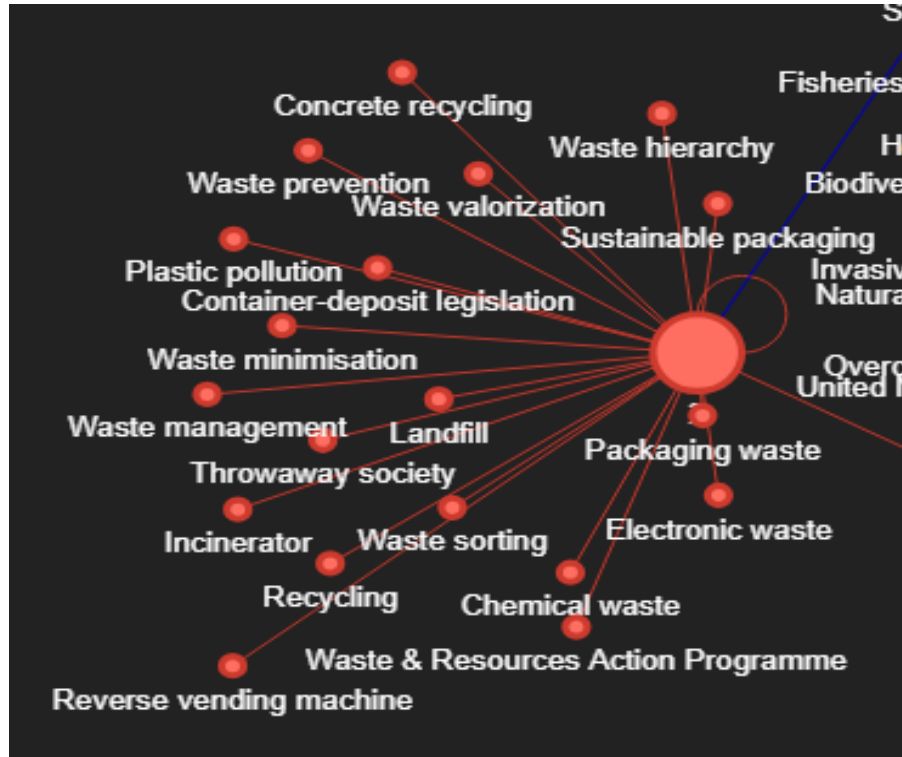 S
Fisheries
Concrete recycling
Waste hierarchy
H
Waste prevention
Biodive
Waste valorization
Sustainable packaging
Plastic pollution
Invasiv
Natura
Container-deposit legislation
Waste minimisation
Overc
United
Waste management
Landfill
Packaging waste
Throwaway society
Electronic waste
Incinerator
Waste sorting
Recycling
Chemical waste
Waste & Resources Action Programme
Reverse vending machine